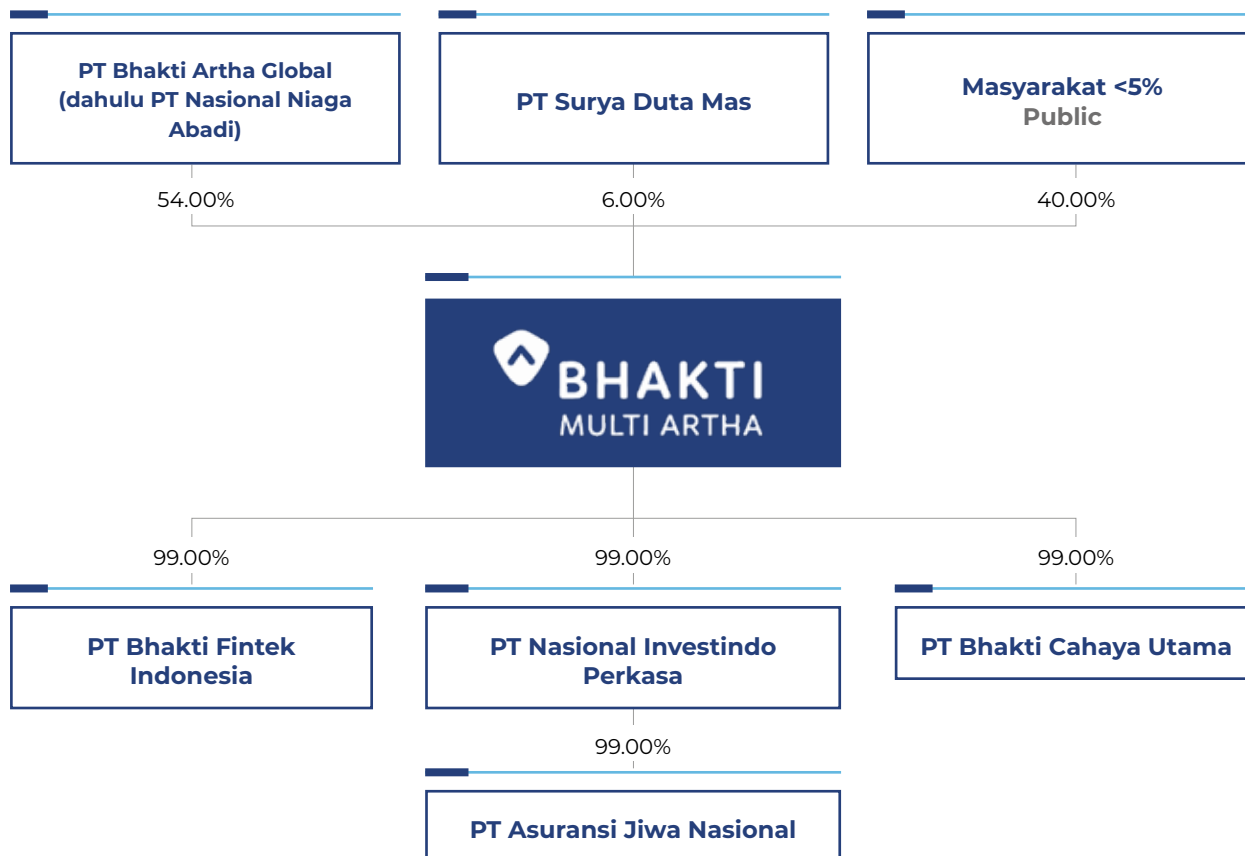 PT Bhakti Artha Global
(dahulu PT Nasional Niaga
Abadi)
PT Surya Duta Mas
Masyarakat <5%
Public
54.00%
6.00%
40.00%
BHAKTI
MULTI ARTHA
99.00%
99.00%
99.00%
PT Bhakti Fintek
Indonesia
PT Nasional Investindo
Perkasa
PT Bhakti Cahaya Utama
99.00%
PT Asuransi Jiwa Nasional